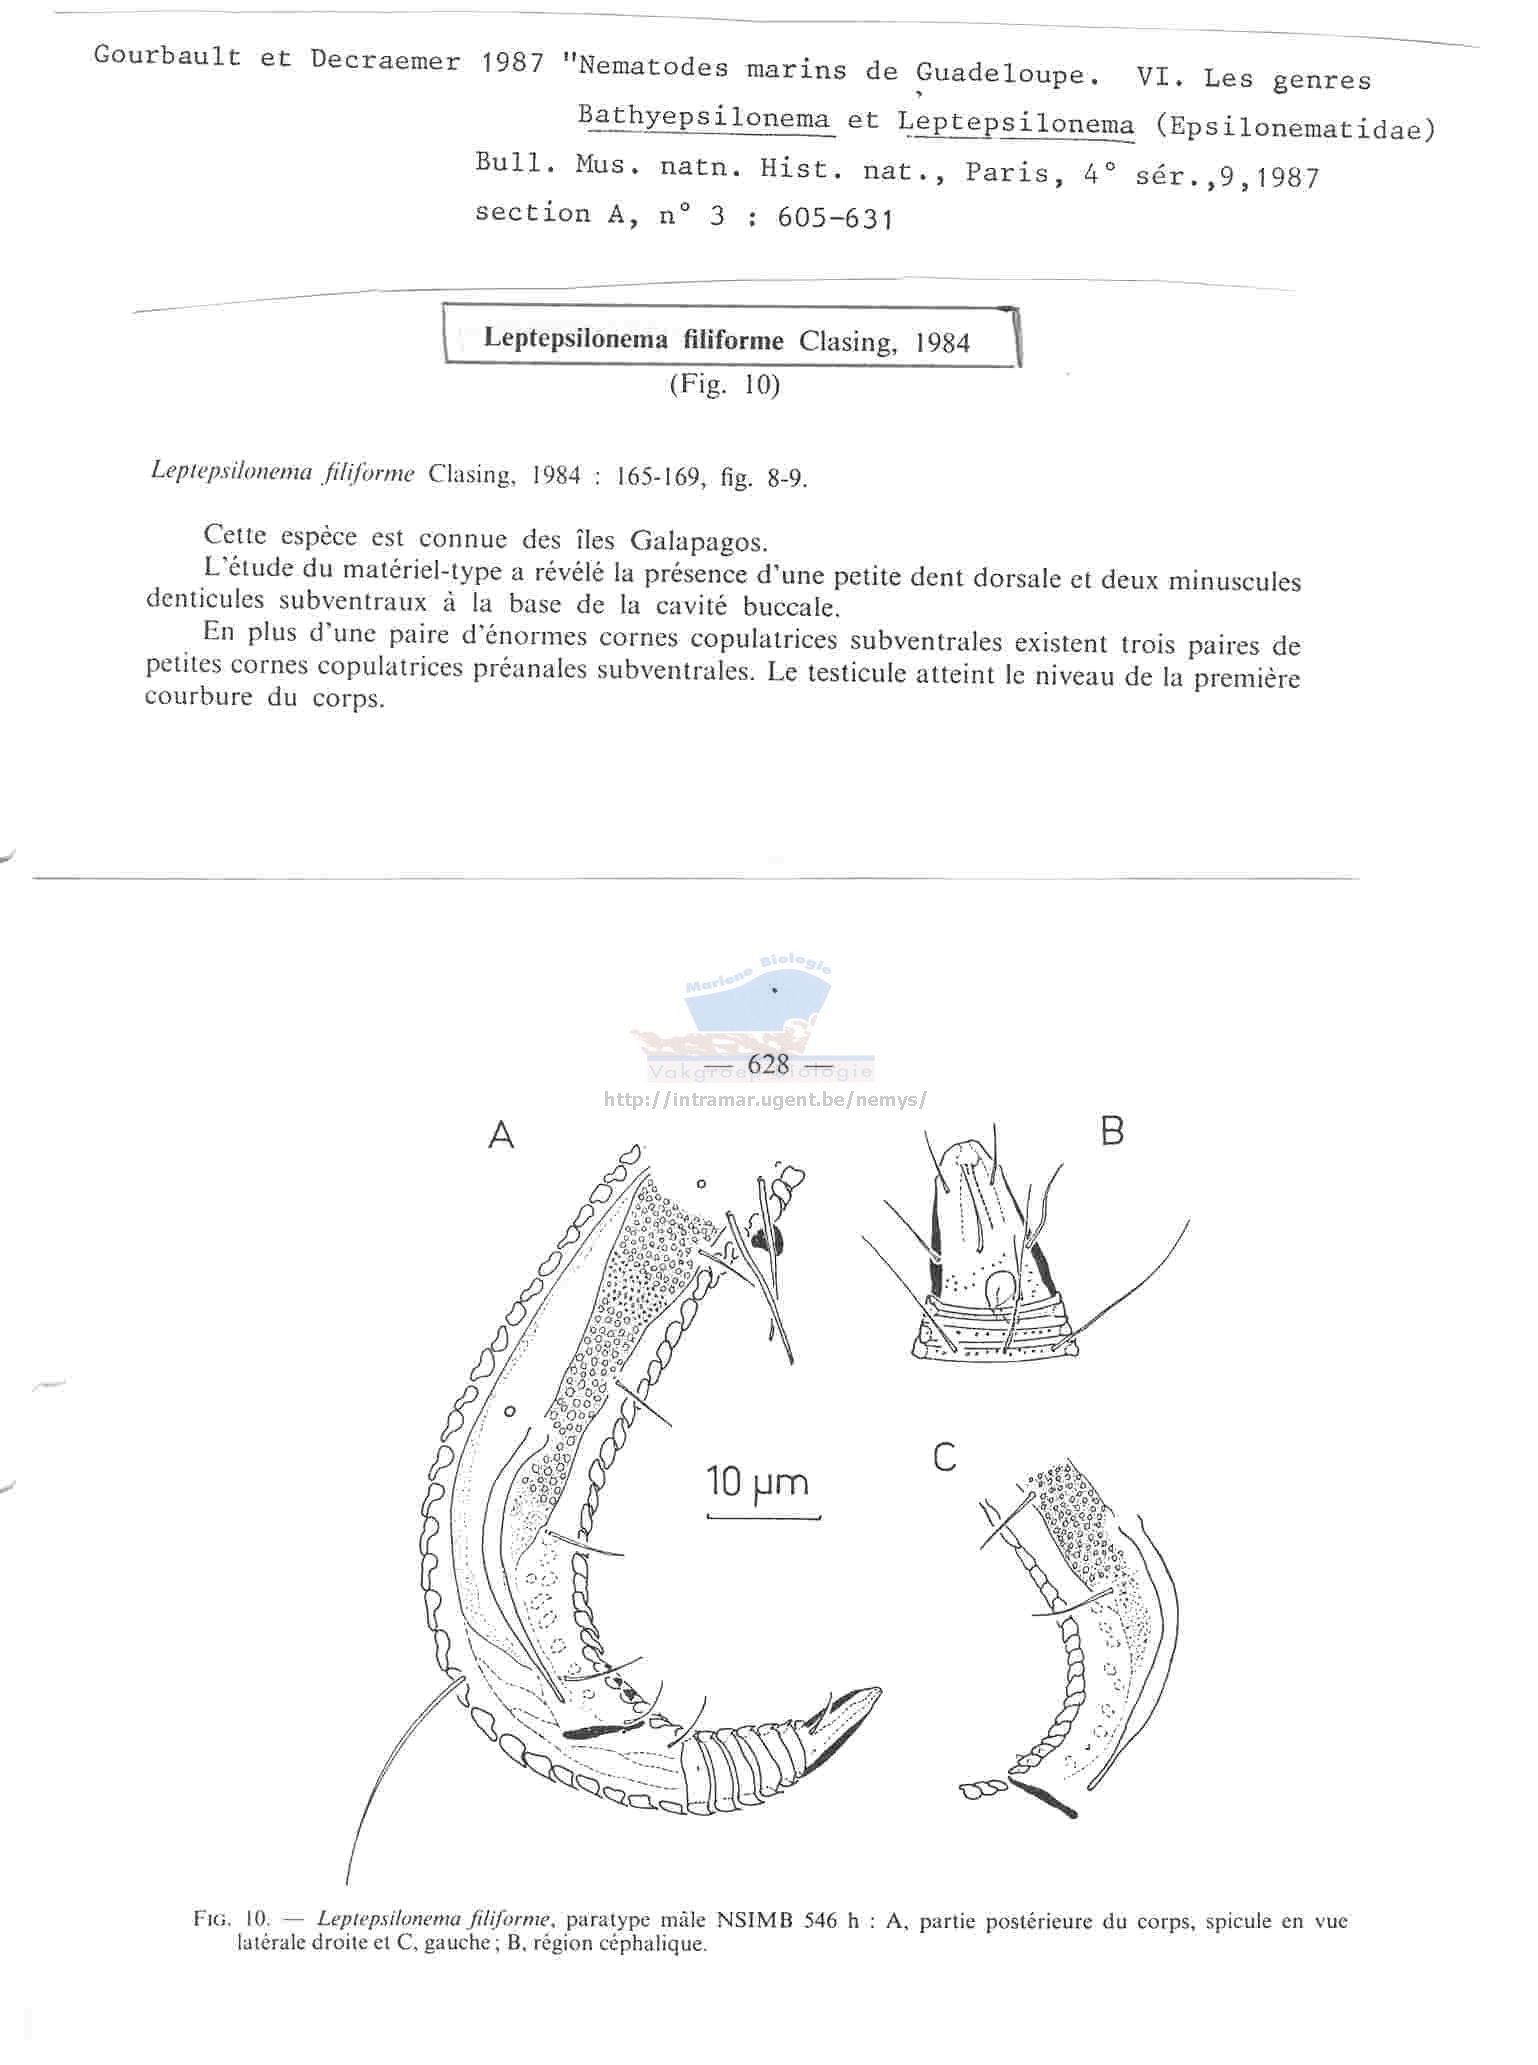 Gourbault et Decraemer 1987 "Nematodes marins de Guadeloupe. VI. Les genres
Bathyepsilonema et Leptepsilonema (Epsilonematidae)
Bull. Mus. natn. Hist. nat., Paris, 4° sér.,9,1987
section A, n° 3 : 605-631
Leptepsilonema filiforme Clasing, 1984
(Fig. 10)
Leptepsilonema filiforme Clasing, 1984 : 165-169, fig. 8-9.
Cette espèce est connue des îles Galapagos.
L'étude du matériel-type a révélé la présence d'une petite dent dorsale et deux minuscules
denticules subventraux à la base de la cavité buccale.
En plus d'une paire d'énormes cornes copulatrices subventrales existent trois paires de
petites cornes copulatrices préanales subventrales. Le testicule atteint le niveau de la première
courbure du corps.
Mariene Biologie
— 628 —
Vakgroep Biologie
http://intramar.ugent.be/nemys/
A
B
C
10 µm
FIG. 10. — Leptepsilonema filiforme, paratype mâle NSIMB 546 h : A, partie postérieure du corps, spicule en vue
latérale droite et C, gauche ; B, région céphalique.